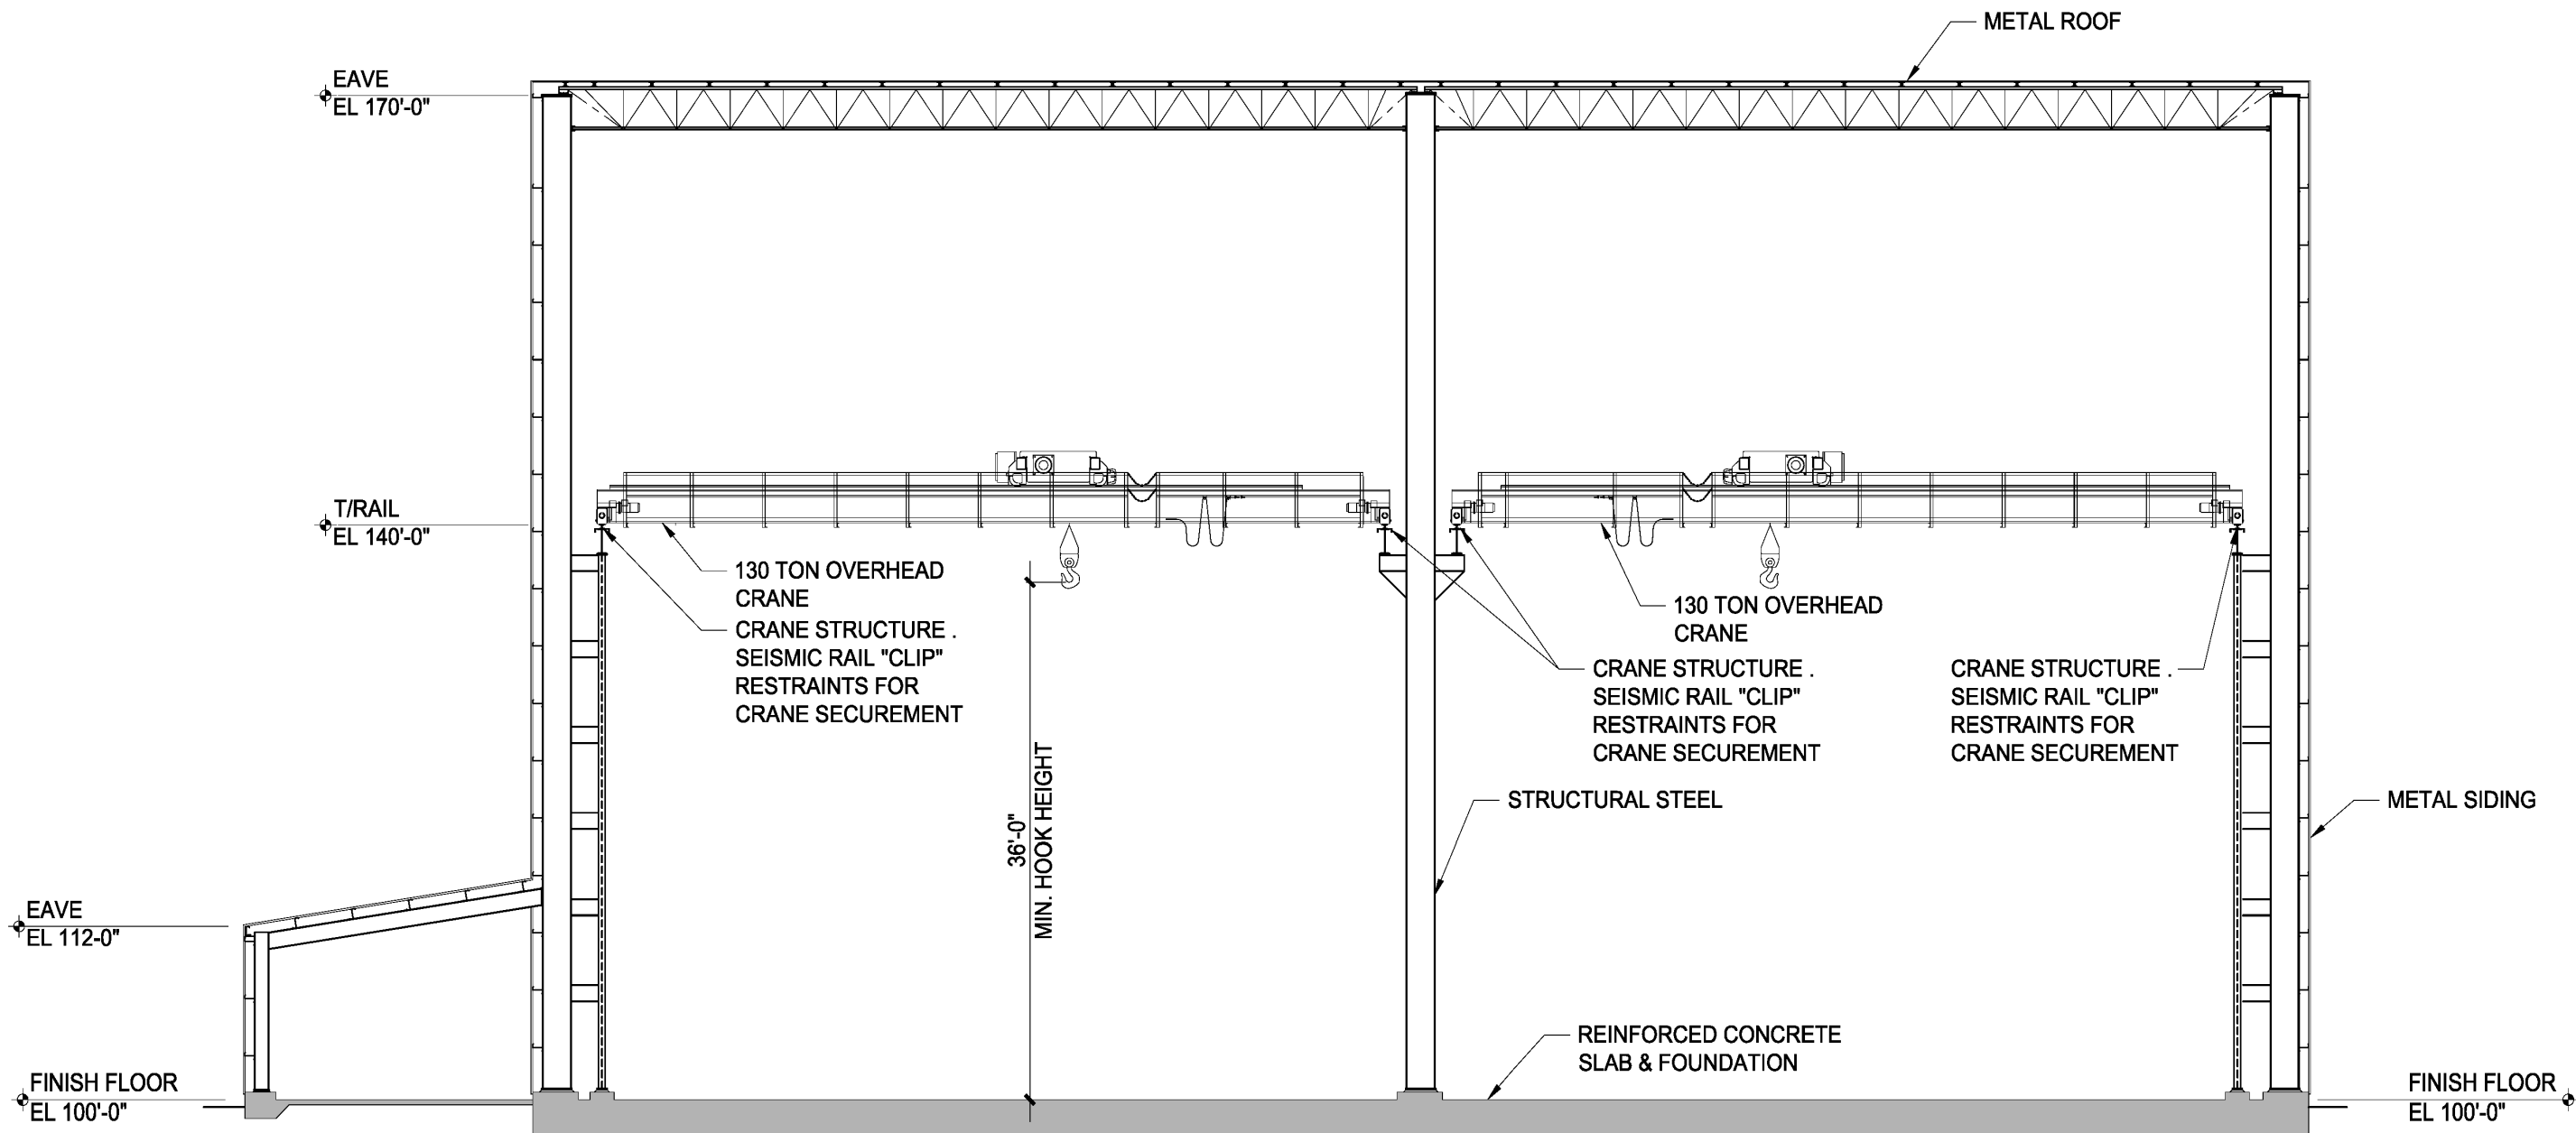 METAL ROOF
EAVE
EL 170'-0"
T/RAIL
EL 140'-0"
130 TON OVERHEAD
CRANE
CRANE STRUCTURE .
SEISMIC RAIL "CLIP"
RESTRAINTS FOR
CRANE SECUREMENT
130 TON OVERHEAD
CRANE
CRANE STRUCTURE .
SEISMIC RAIL "CLIP"
RESTRAINTS FOR
CRANE SECUREMENT
CRANE STRUCTURE .
SEISMIC RAIL "CLIP"
RESTRAINTS FOR
CRANE SECUREMENT
36'-0"
MIN. HOOK HEIGHT
STRUCTURAL STEEL
METAL SIDING
EAVE
EL 112-0"
REINFORCED CONCRETE
SLAB & FOUNDATION
FINISH FLOOR
EL 100'-0"
FINISH FLOOR
EL 100'-0"